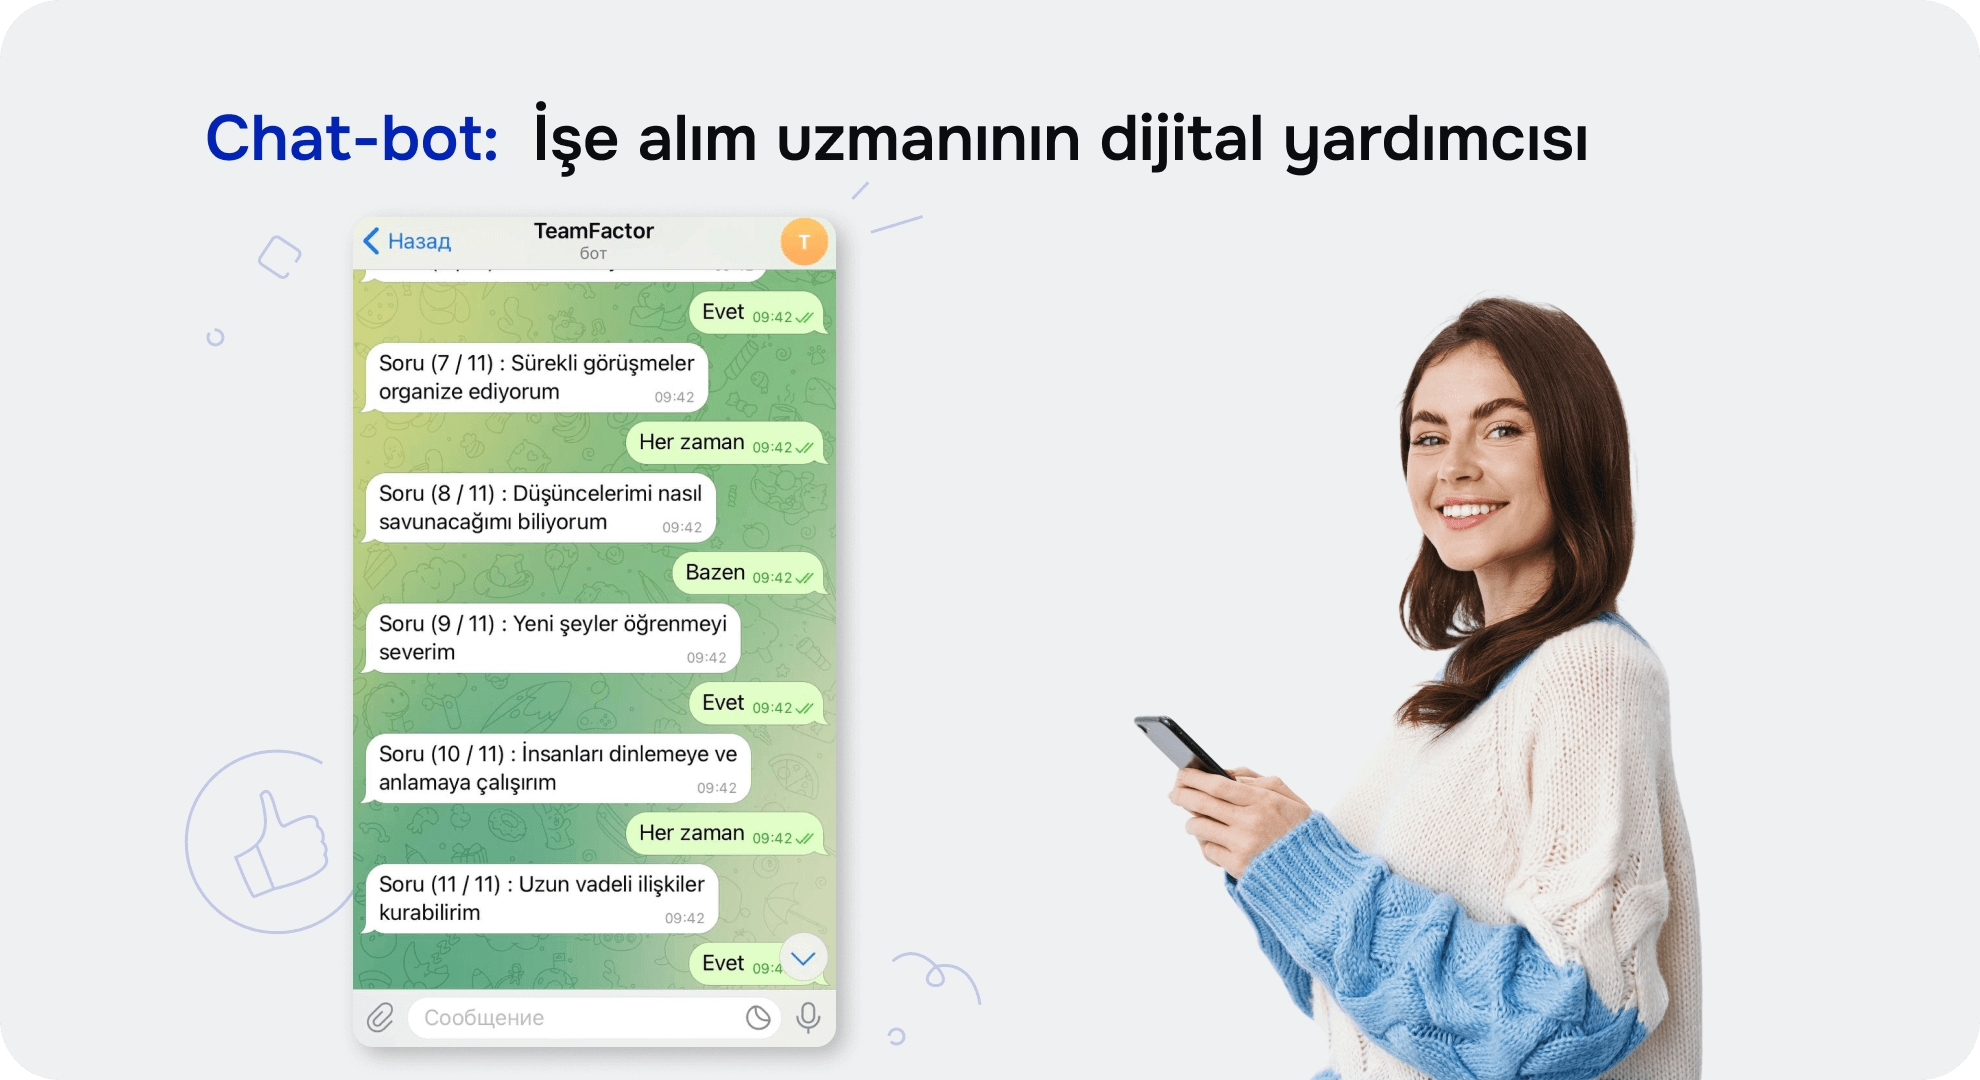 Chat-bot: İşe alım uzmanının dijital yardımcısı
Назад
TeamFactor
бот
T
Evet 09:42
Soru (7 / 11) : Sürekli görüşmeler
organize ediyorum 09:42
Her zaman 09:42
Soru (8 / 11) : Düşüncelerimi nasıl
savunacağımı biliyorum 09:42
Bazen 09:42
Soru (9 / 11) : Yeni şeyler öğrenmeyi
severim 09:42
Evet 09:42
Soru (10 / 11) : İnsanları dinlemeye ve
anlamaya çalışırım 09:42
Her zaman 09:42
Soru (11 / 11) : Uzun vadeli ilişkiler
kurabilirim 09:42
Evet 09:4
Сообщение